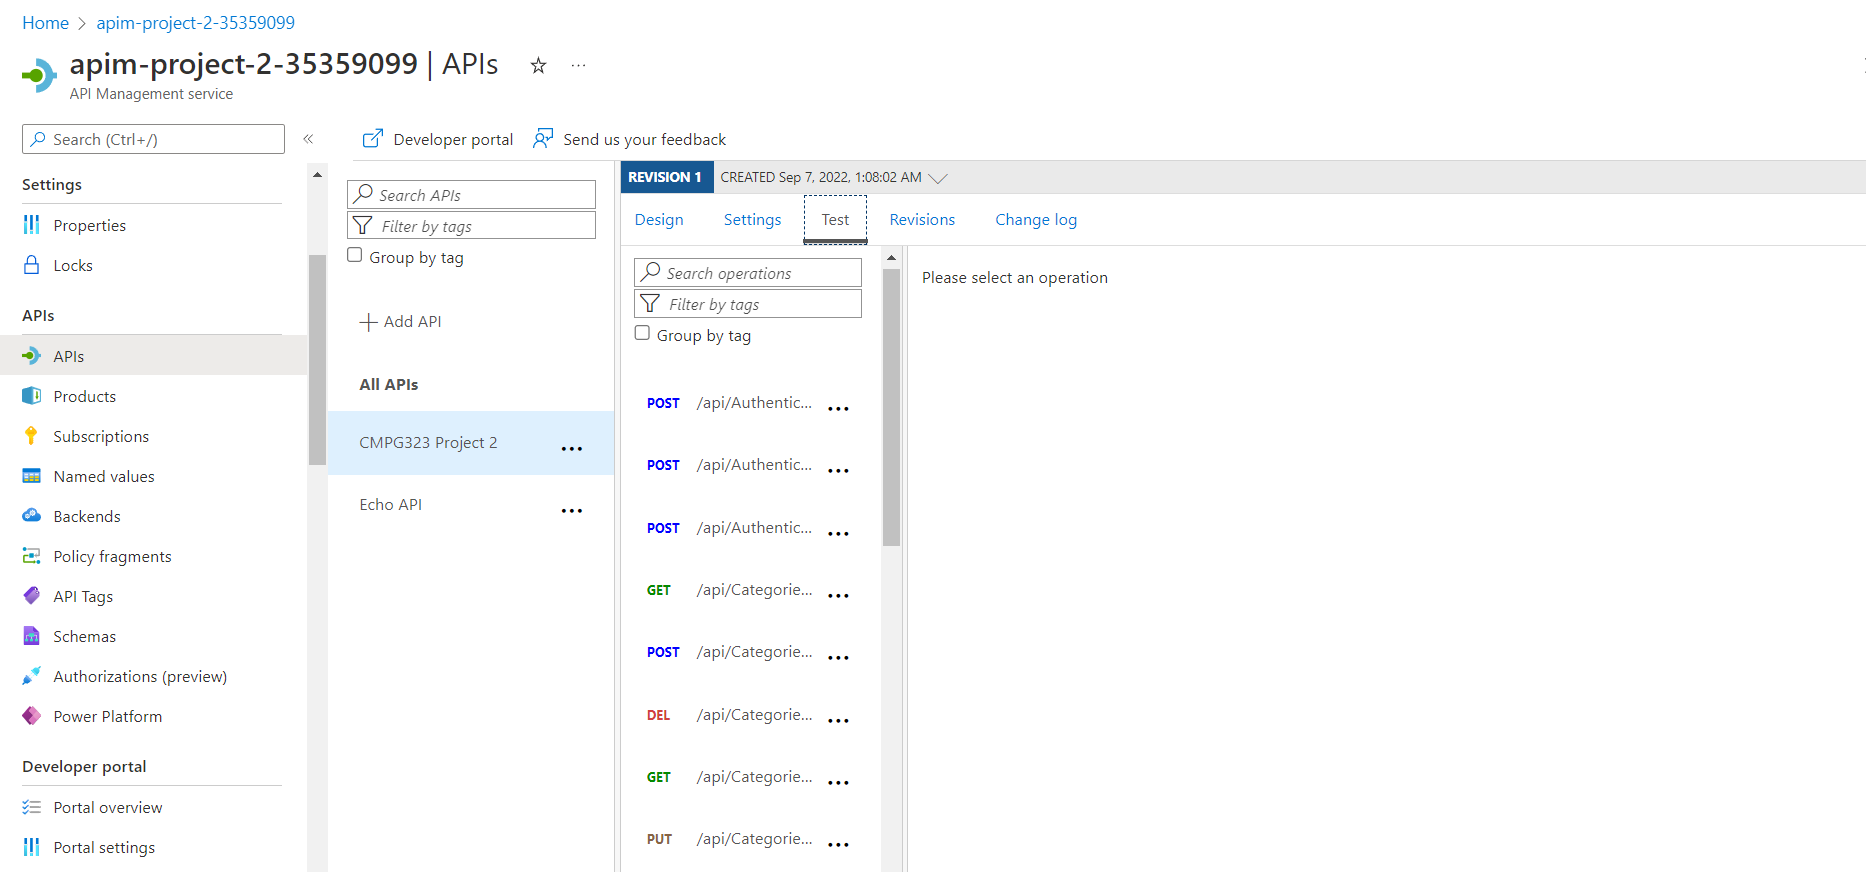 Home > apim-project-2-35359099
apim-project-2-35359099 | APIs
API Management service
Search (Ctrl+/)
Settings
Properties
Locks
APIs
APIs
Products
Subscriptions
Named values
Backends
Policy fragments
API Tags
Schemas
Authorizations (preview)
Power Platform
Developer portal
Portal overview
Portal settings
Developer portal
Send us your feedback
Search APIs
Filter by tags
Group by tag
Add API
All APIs
CMPG323 Project 2
Echo API
REVISION 1 CREATED Sep 7, 2022, 1:08:02 AM
Design Settings Test Revisions Change log
Search operations
Filter by tags
Group by tag
POST /api/Authentic...
POST /api/Authentic...
POST /api/Authentic...
GET /api/Categorie...
POST /api/Categorie...
DEL /api/Categorie...
GET /api/Categorie...
PUT /api/Categorie...
Please select an operation